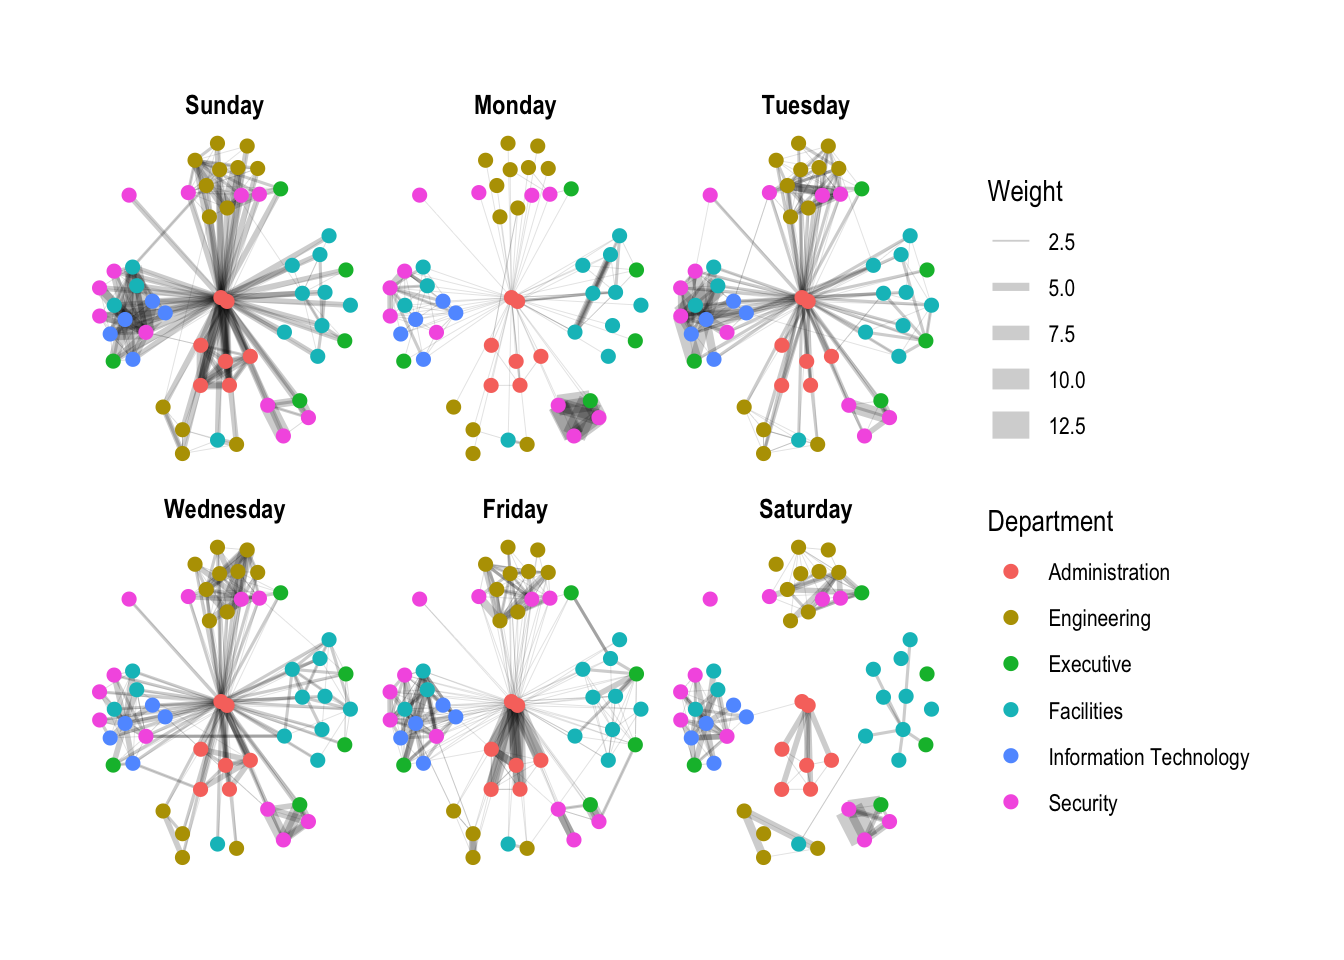 Sunday
Monday
Tuesday
Wednesday
Friday
Saturday
Weight
2.5
5.0
7.5
10.0
12.5
Department
Administration
Engineering
Executive
Facilities
Information Technology
Security